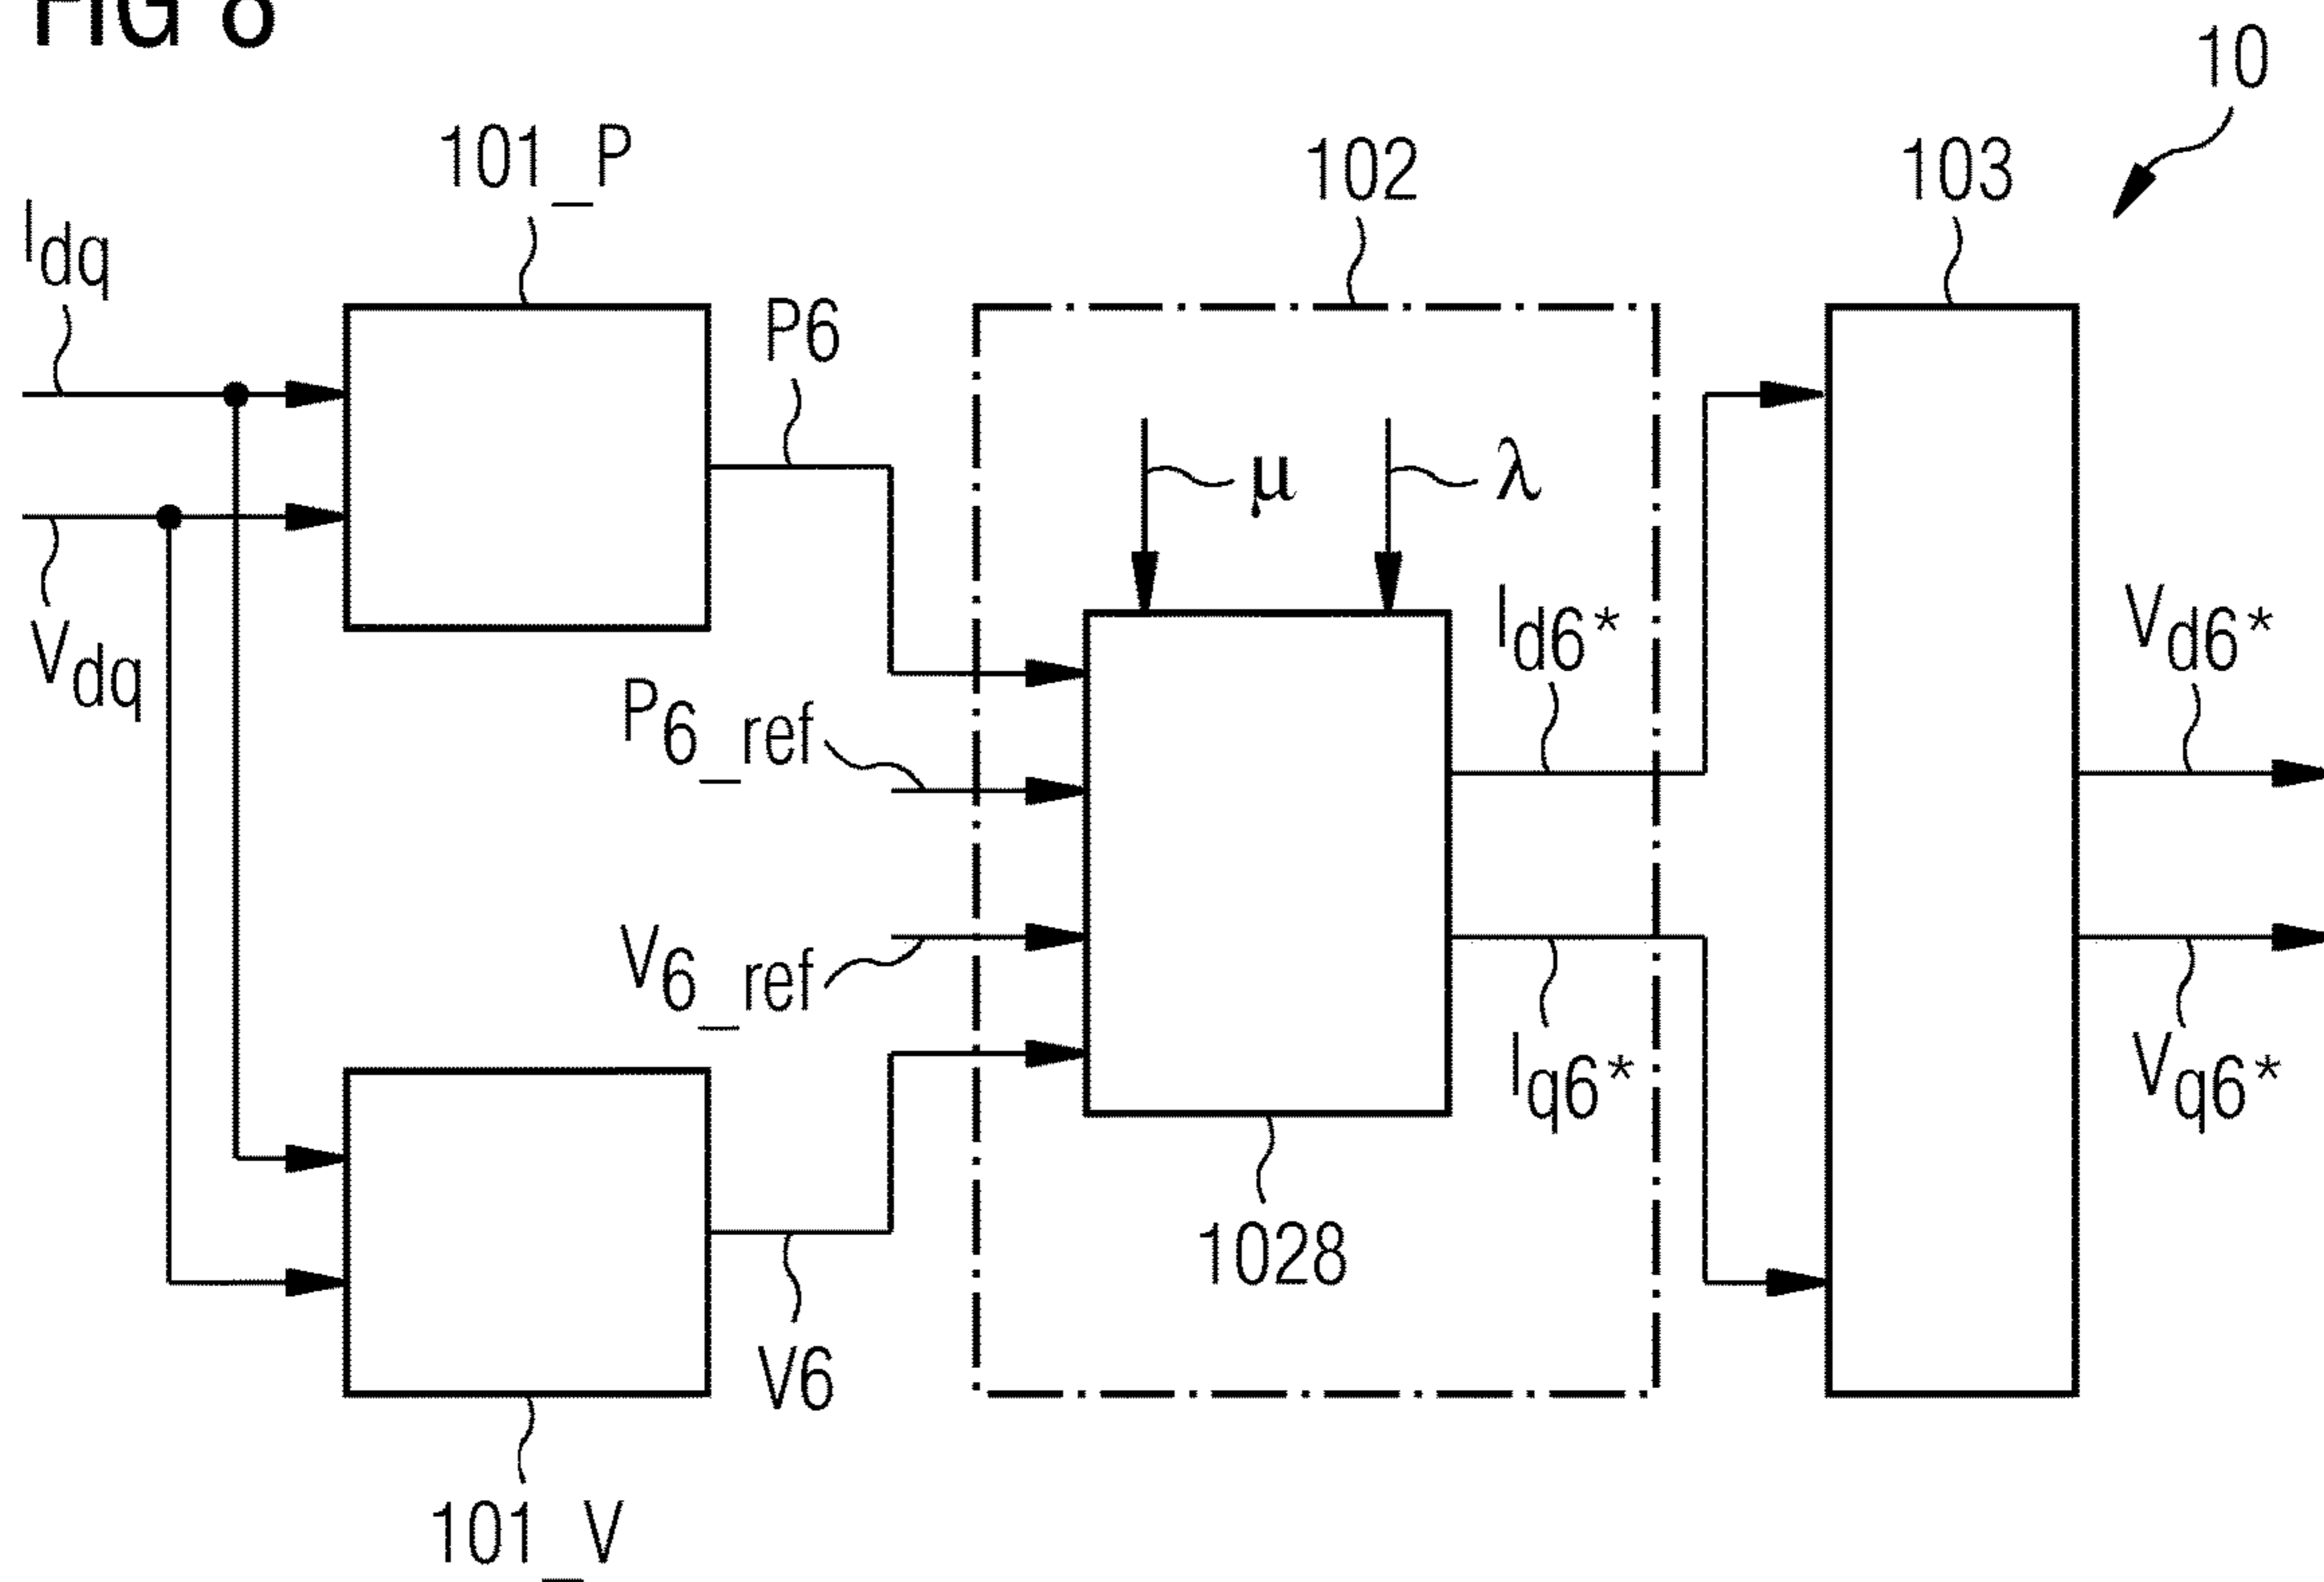 FIG 8
10
101_P
102
103
Idq
P6
μ
λ
Id6*
Vd6*
Vdq
P6_ref
V6_ref
Iq6*
Vq6*
1028
V6
101_V